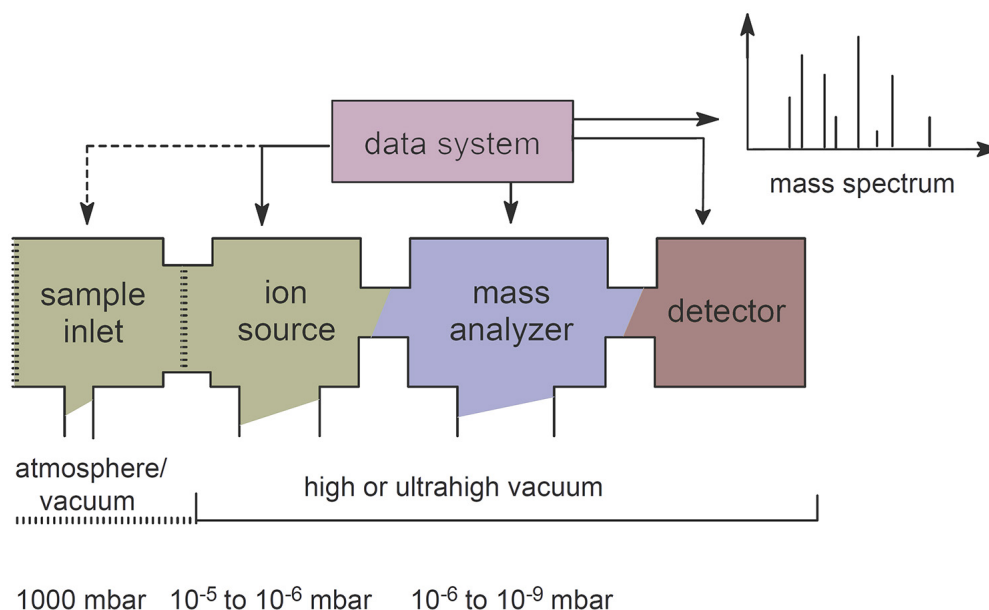 data system
mass spectrum
sample
inlet
ion
source
mass
analyzer
detector
atmosphere/
vacuum
high or ultrahigh vacuum
1000 mbar
10⁻⁵ to 10⁻⁶ mbar
10⁻⁶ to 10⁻⁹ mbar